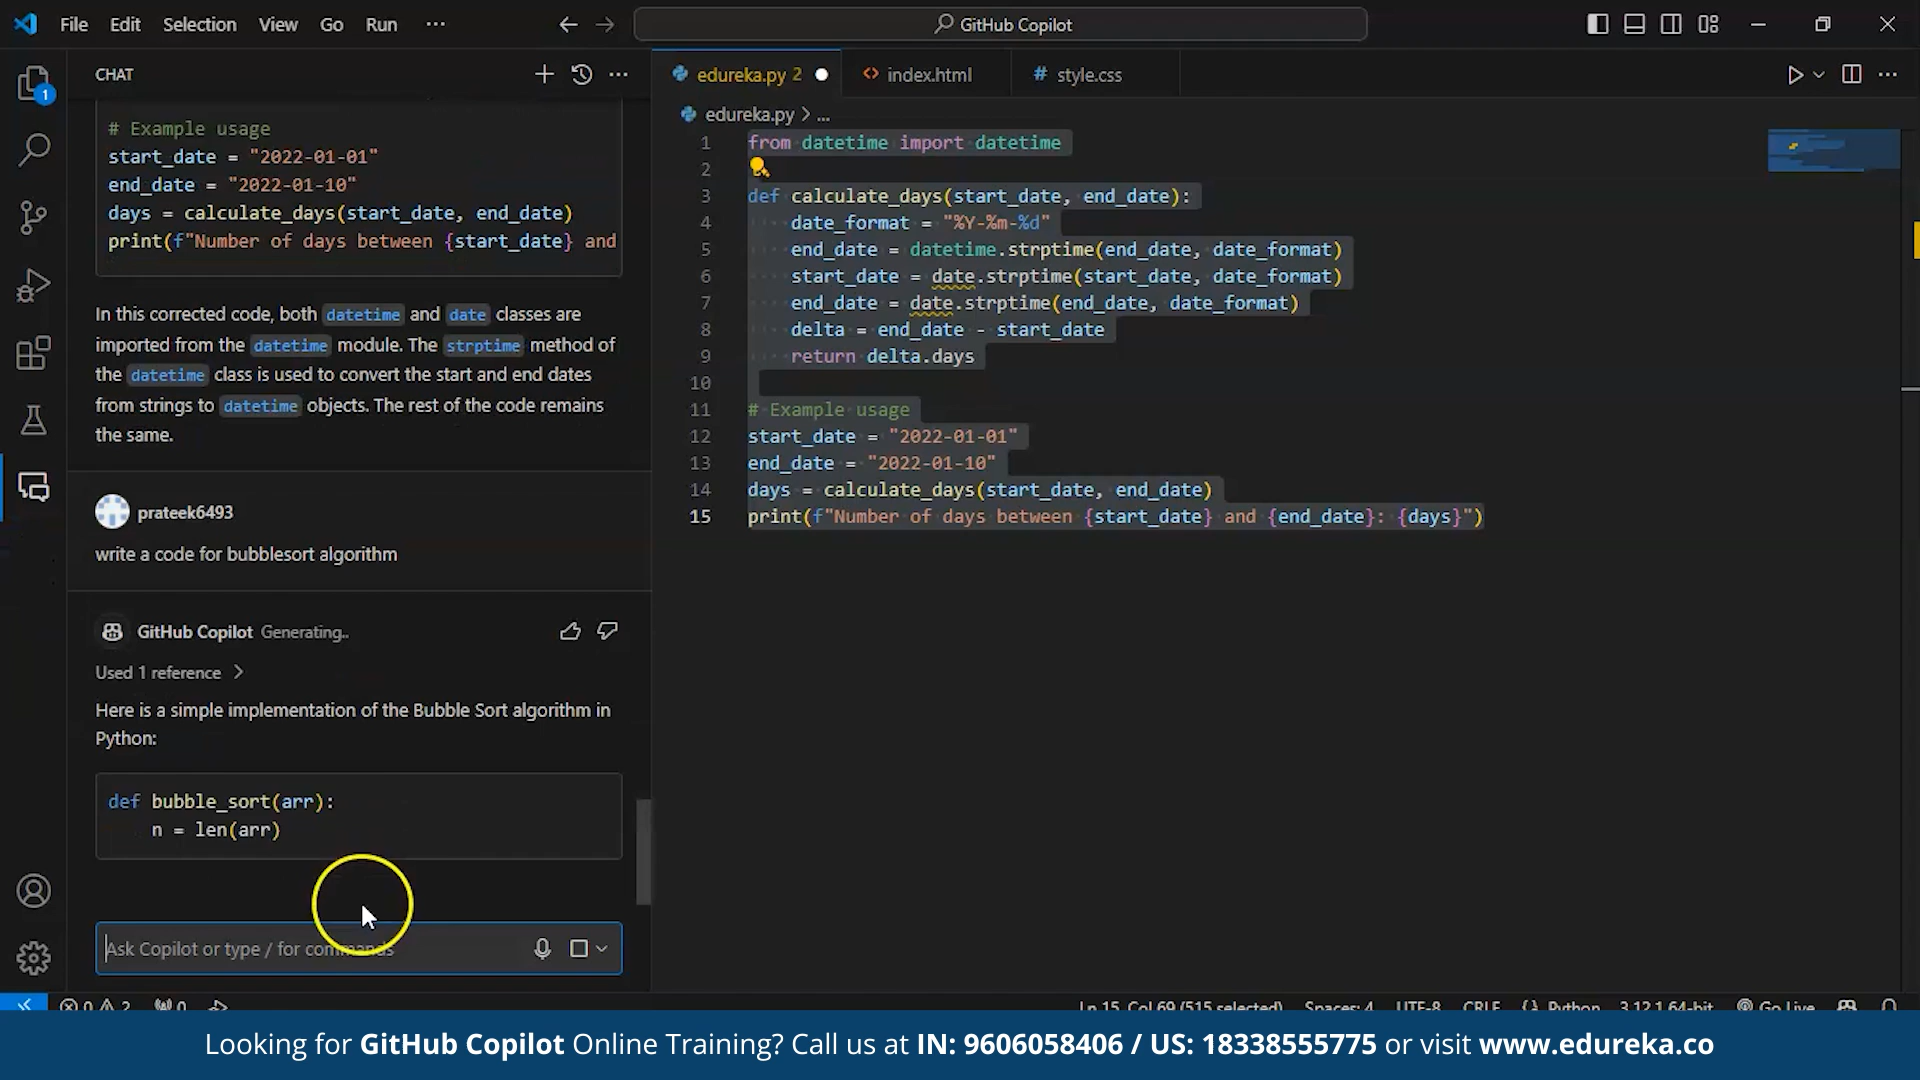 File Edit Selection View Go Run ...
GitHub Copilot
CHAT
# Example usage
start_date = "2022-01-01"
end_date = "2022-01-10"
days = calculate_days(start_date, end_date)
print(f"Number of days between {start_date} and
In this corrected code, both datetime and date classes are
imported from the datetime module. The strptime method of
the datetime class is used to convert the start and end dates
from strings to datetime objects. The rest of the code remains
the same.
prateek6493
write a code for bubblesort algorithm
GitHub Copilot Generating..
Used 1 reference >
Here is a simple implementation of the Bubble Sort algorithm in
Python:
def bubble_sort(arr):
    n = len(arr)
Ask Copilot or type / for commands
1
edureka.py 2 index.html style.css
edureka.py > ...
1 from datetime import datetime
2
3 def calculate_days(start_date, end_date):
4     date_format = "%Y-%m-%d"
5     end_date = datetime.strptime(end_date, date_format)
6     start_date = date.strptime(start_date, date_format)
7     end_date = date.strptime(end_date, date_format)
8     delta = end_date - start_date
9     return delta.days
10
11 # Example usage
12 start_date = "2022-01-01"
13 end_date = "2022-01-10"
14 days = calculate_days(start_date, end_date)
15 print(f"Number of days between {start_date} and {end_date}: {days}")
0 2 0 Ln 15, Col 69 (515 selected) Spaces: 4 UTF-8 CRLF { } Python 3.12.1 64-bit Go Live
Looking for GitHub Copilot Online Training? Call us at IN: 9606058406 / US: 18338555775 or visit www.edureka.co